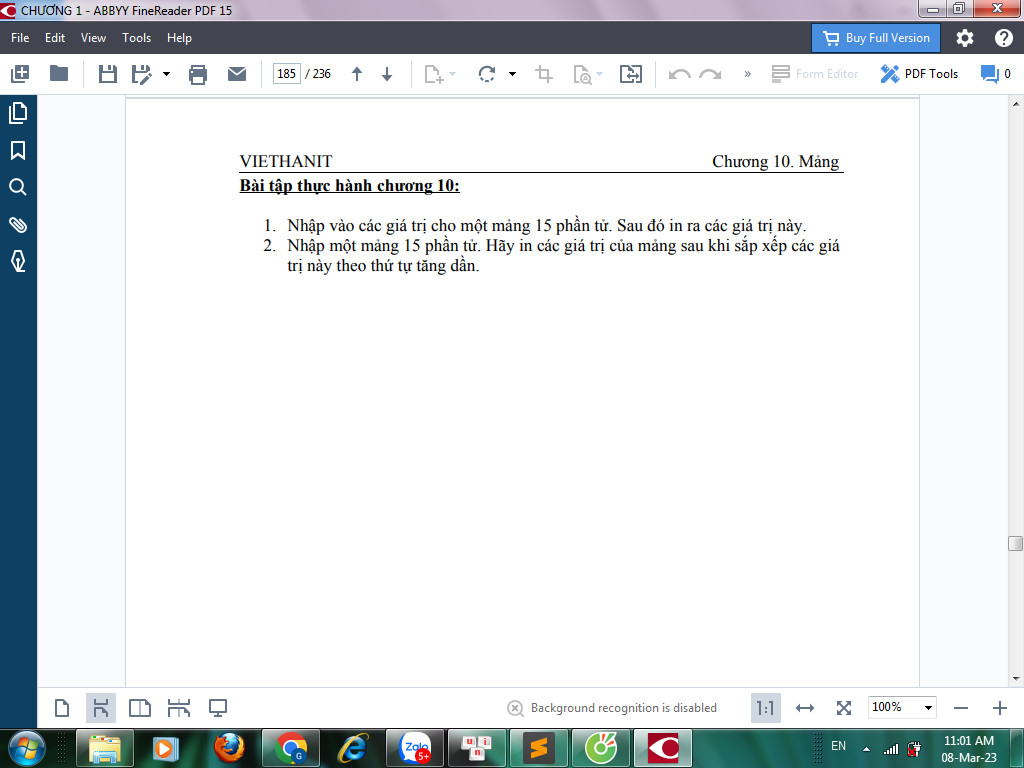 CHƯƠNG 1 - ABBYY FineReader PDF 15
File Edit View Tools Help
Buy Full Version
185 / 236
» Form Editor PDF Tools 0
VIETHANIT Chương 10. Mảng
Bài tập thực hành chương 10:
1. Nhập vào các giá trị cho một mảng 15 phần tử. Sau đó in ra các giá trị này.
2. Nhập một mảng 15 phần tử. Hãy in các giá trị của mảng sau khi sắp xếp các giá
trị này theo thứ tự tăng dần.
Background recognition is disabled
1:1
100%
G
Zalo
5+
u i
n
EN
11:01 AM
08-Mar-23